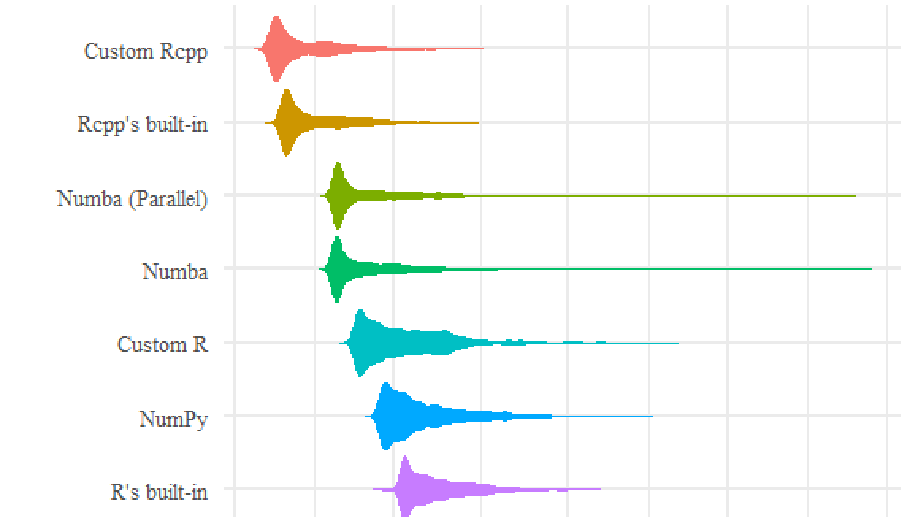 Custom Rcpp
Rcpp's built-in
Numba (Parallel)
Numba
Custom R
NumPy
R's built-in